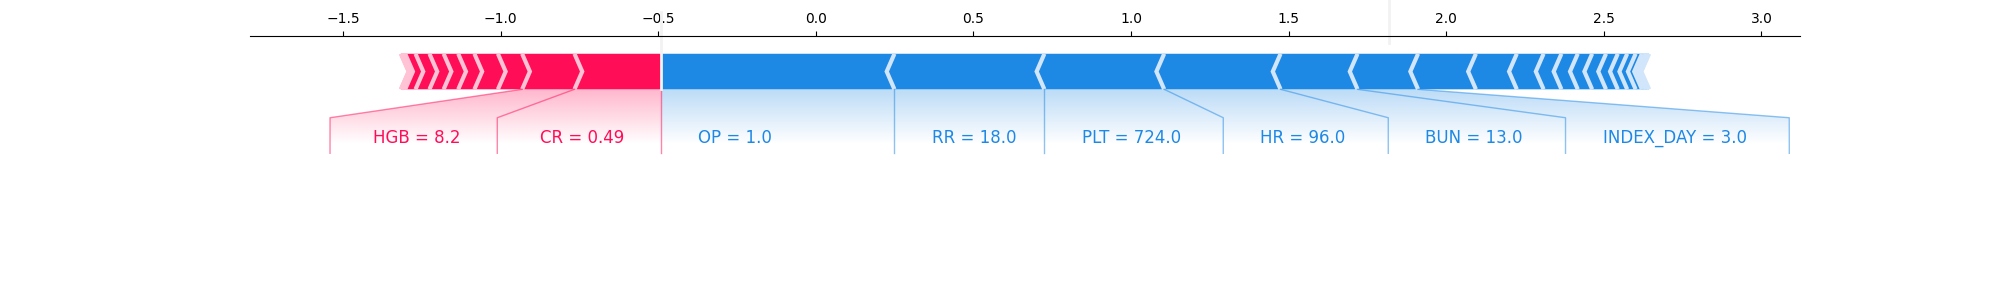 −1.5 −1.0 −0.5 0.0 0.5 1.0 1.5 2.0 2.5 3.0
HGB = 8.2 CR = 0.49 OP = 1.0 RR = 18.0 PLT = 724.0 HR = 96.0 BUN = 13.0 INDEX_DAY = 3.0